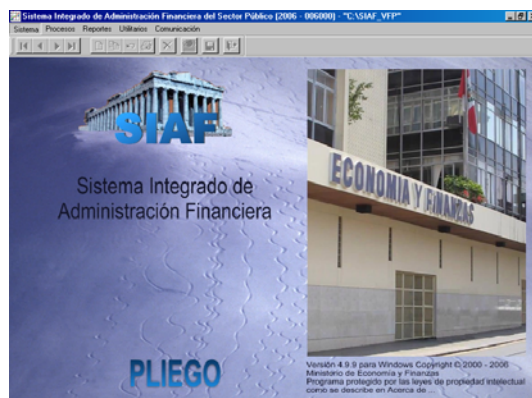 Sistema Integrado de Administración Financiera del Sector Público [2006 - 006000] - "C:\SIAF_VFP"
Sistema Procesos Reportes Utilitarios Comunicación
SIAF
Sistema Integrado de
Administración Financiera
ECONOMIA Y FINANZAS
PLIEGO
Versión 4.9.9 para Windows Copyright © 2000 - 2006
Ministerio de Economía y Finanzas
Programa protegido por las leyes de propiedad intelectual
como se describe en Acerca de ...